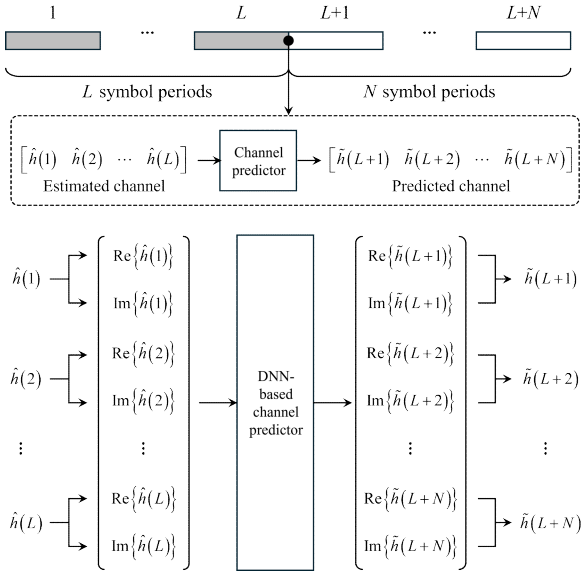 1 ... L L+1 ... L+N
L symbol periods N symbol periods
[ĥ(1) ĥ(2) ⋯ ĥ(L)] Channel predictor [h̃(L+1) h̃(L+2) ⋯ h̃(L+N)]
Estimated channel Predicted channel
ĥ(1) Re{ĥ(1)} Re{h̃(L+1)} h̃(L+1)
Im{ĥ(1)} Im{h̃(L+1)}
ĥ(2) Re{ĥ(2)} Re{h̃(L+2)} h̃(L+2)
Im{ĥ(2)} Im{h̃(L+2)}
DNN-
based
channel
predictor
⋮ ⋮ ⋮ ⋮
ĥ(L) Re{ĥ(L)} Re{h̃(L+N)} h̃(L+N)
Im{ĥ(L)} Im{h̃(L+N)}